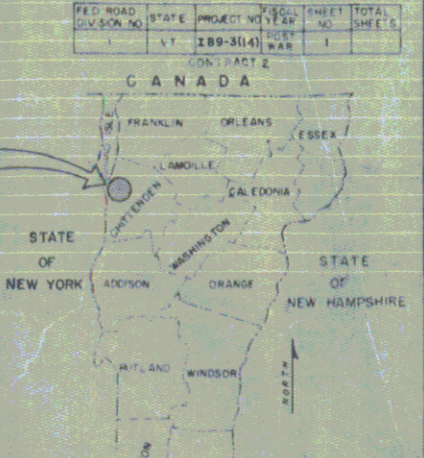 FED ROAD DIVISION NO STATE PROJECT NO FISCAL YEAR SHEET NO TOTAL SHEETS
1 VT I89-3(14) POST WAR 1
CONTRACT 2
CANADA
ISLE
FRANKLIN ORLEANS
ESSEX
LAMOILLE
CALEDONIA
CHITTENDEN
WASHINGTON
STATE
OF
NEW YORK
STATE
OF
NEW HAMPSHIRE
ADDISON ORANGE
RUTLAND WINDSOR
NORTH
ON